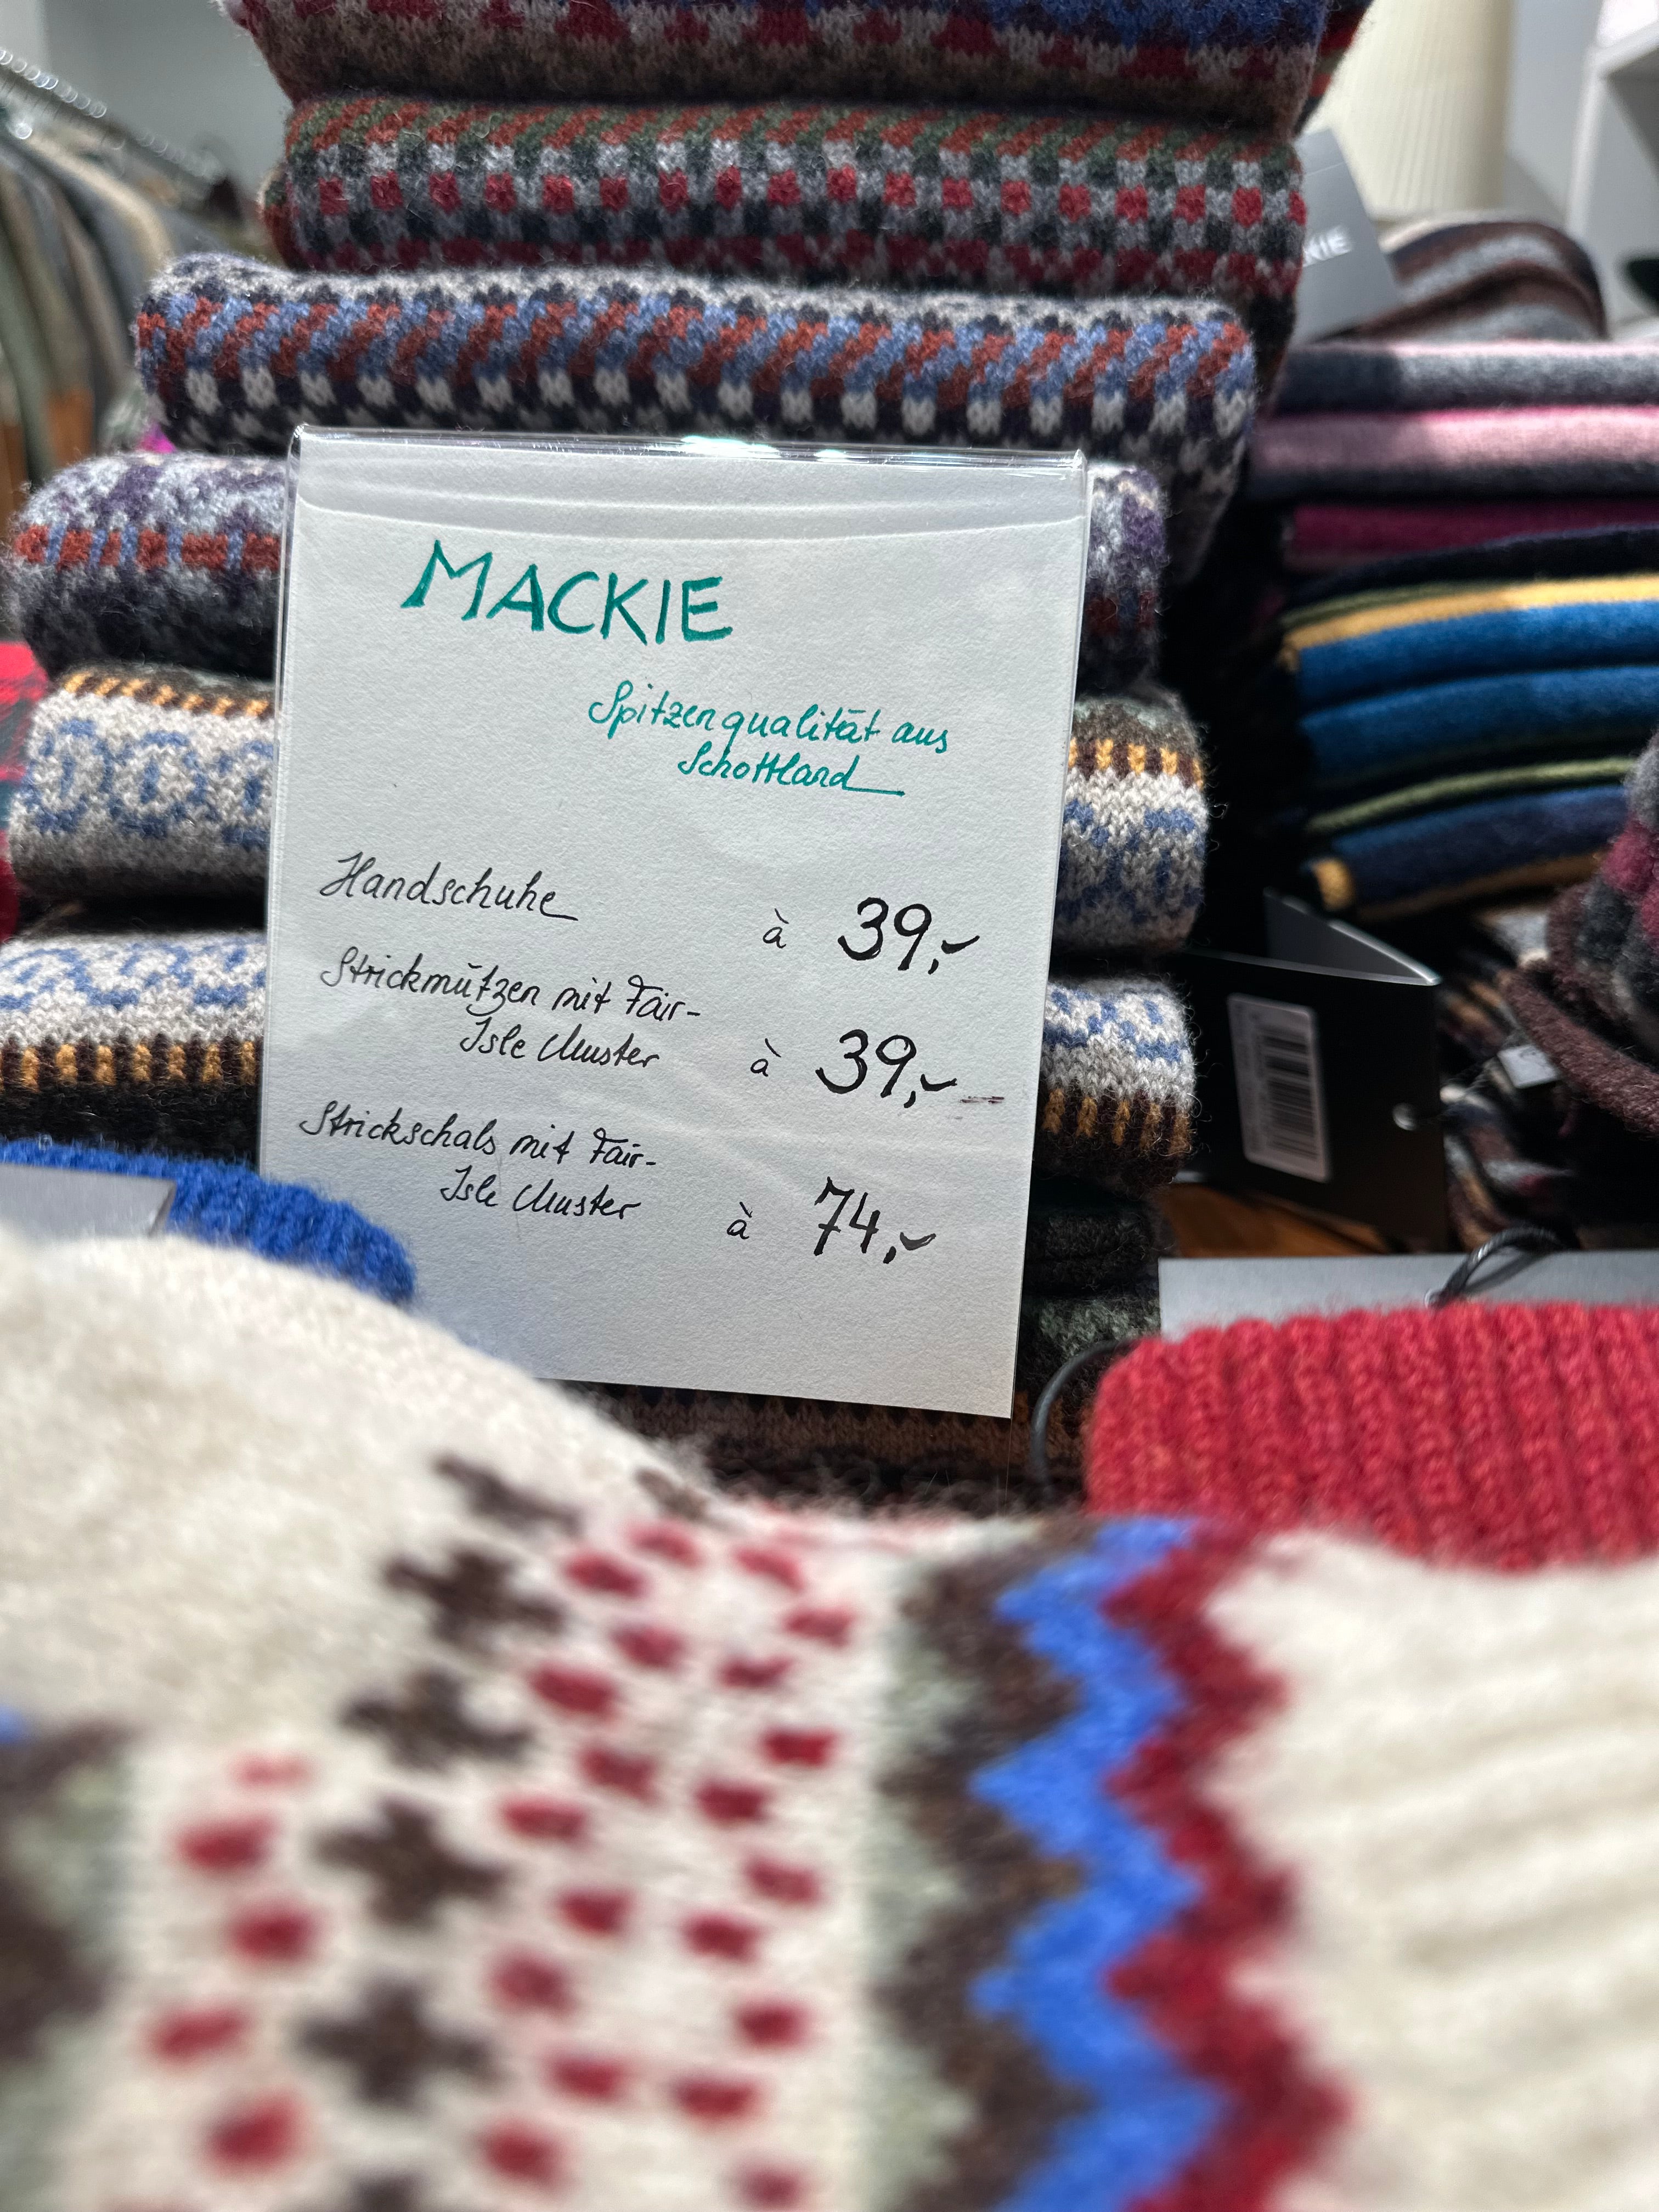 MACKIE
Spitzenqualität aus
Schottland
Handschuhe à 39,-
Strickmützen mit Fair-
Isle Muster à 39,-
Strickschals mit Fair-
Isle Muster à 74,-